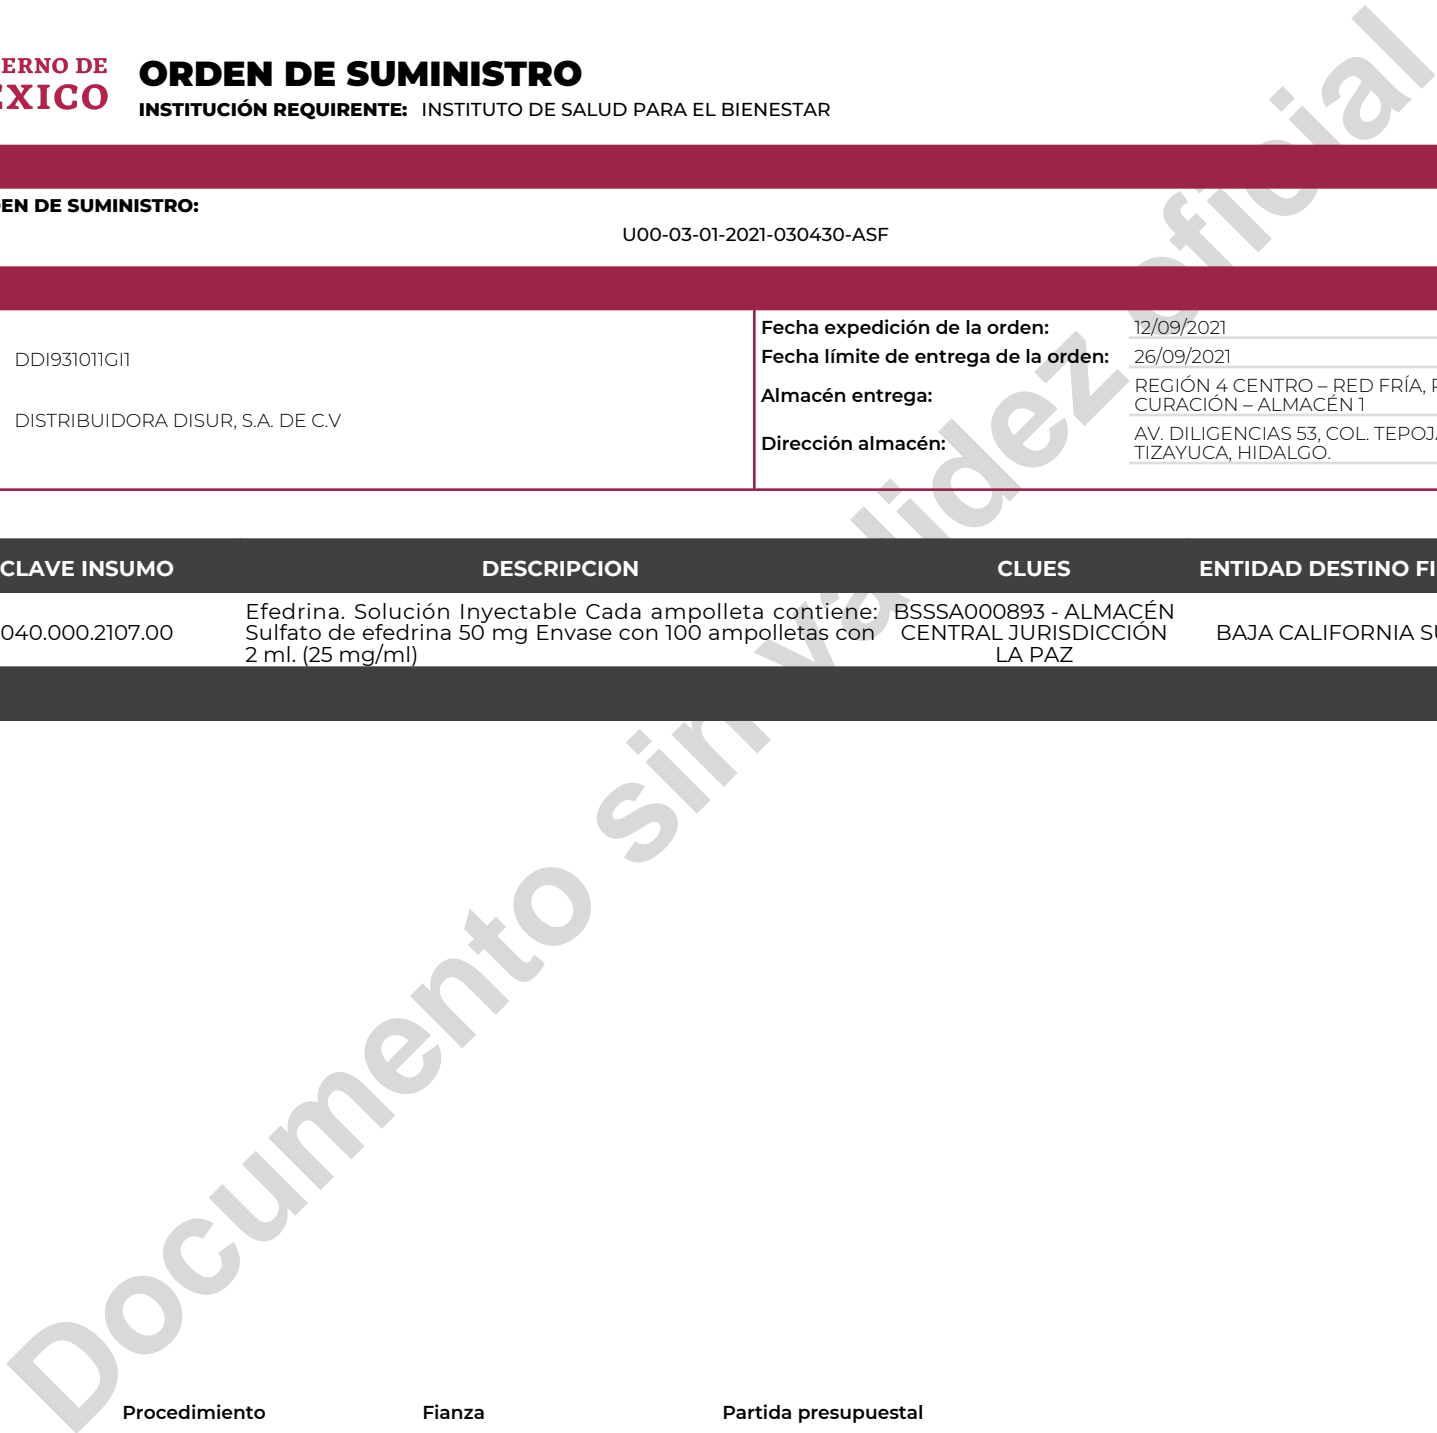 ERNO DE
EXICO
ORDEN DE SUMINISTRO
INSTITUCIÓN REQUIRENTE: INSTITUTO DE SALUD PARA EL BIENESTAR
EN DE SUMINISTRO:
U00-03-01-2021-030430-ASF
DDI931011GI1
DISTRIBUIDORA DISUR, S.A. DE C.V
Fecha expedición de la orden: 12/09/2021
Fecha límite de entrega de la orden: 26/09/2021
Almacén entrega: REGIÓN 4 CENTRO – RED FRÍA,
CURACIÓN – ALMACÉN 1
Dirección almacén: AV. DILIGENCIAS 53, COL. TEPOJA
TIZAYUCA, HIDALGO.
CLAVE INSUMO DESCRIPCION CLUES ENTIDAD DESTINO FI
040.000.2107.00
Efedrina. Solución Inyectable Cada ampolleta contiene:
Sulfato de efedrina 50 mg Envase con 100 ampolletas con
2 ml. (25 mg/ml)
BSSSA000893 - ALMACÉN
CENTRAL JURISDICCIÓN
LA PAZ
BAJA CALIFORNIA SU
Procedimiento Fianza Partida presupuestal
Documento sin validez oficial